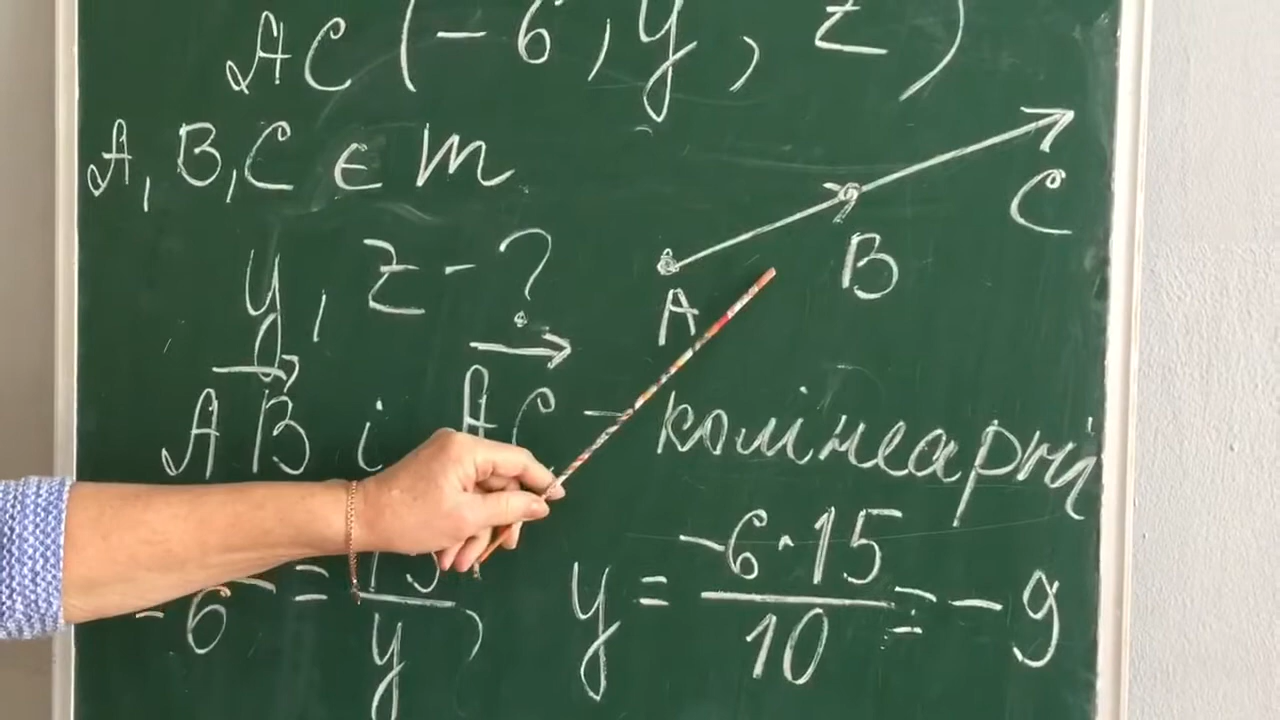 AC (-6, y, z)
A, B, C ∈ m
y, z - ?
A
B
C
AB i AC - колінеарні
-6 = 15/y
y = -6·15/10 = -9